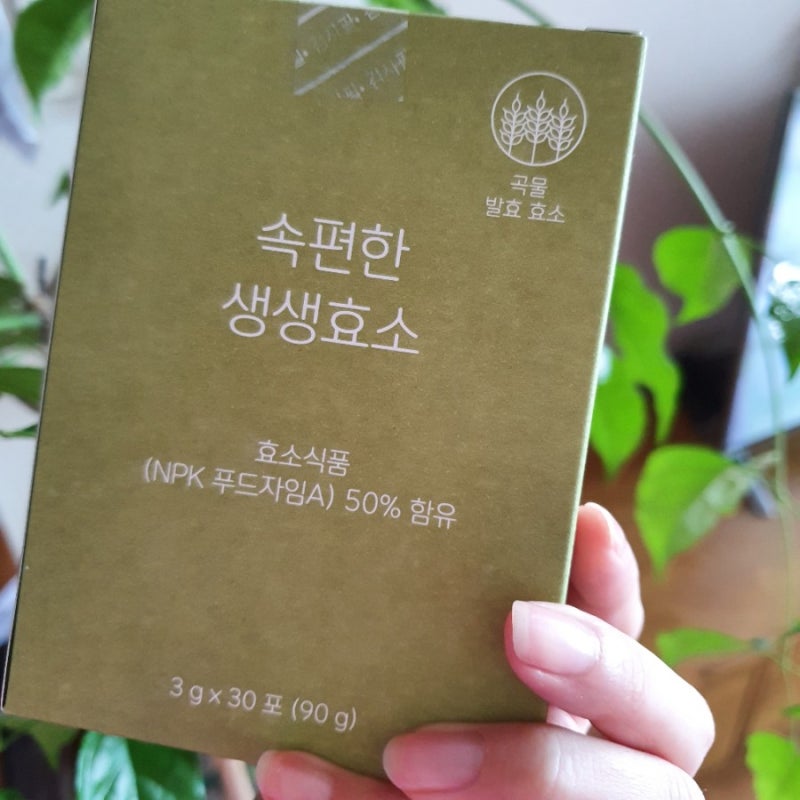 곡물
발효 효소
속편한
생생효소
효소식품
(NPK 푸드자임A) 50% 함유
3 g x 30 포 (90 g)